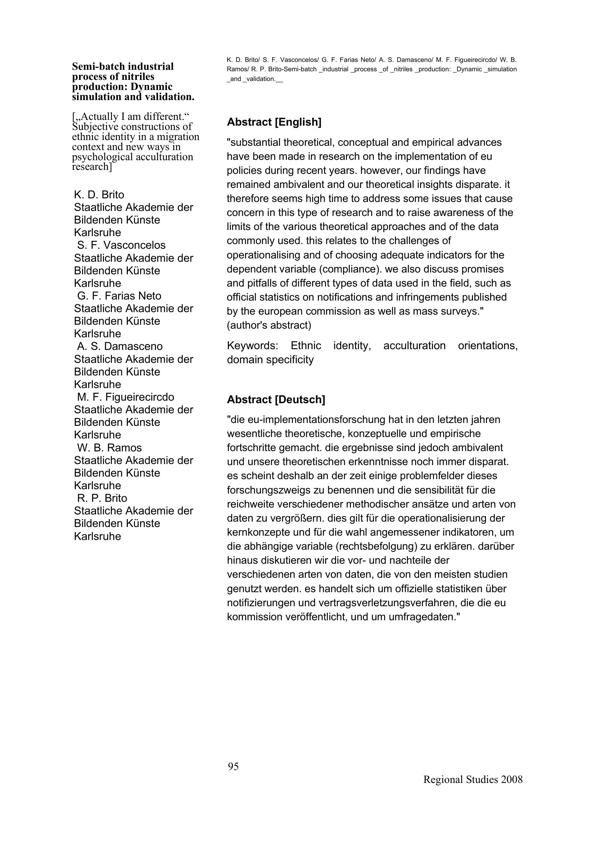 Semi-batch industrial
process of nitriles
production: Dynamic
simulation and validation.
[„Actually I am different.“
Subjective constructions of
ethnic identity in a migration
context and new ways in
psychological acculturation
research]
K. D. Brito
Staatliche Akademie der
Bildenden Künste
Karlsruhe
S. F. Vasconcelos
Staatliche Akademie der
Bildenden Künste
Karlsruhe
G. F. Farias Neto
Staatliche Akademie der
Bildenden Künste
Karlsruhe
A. S. Damasceno
Staatliche Akademie der
Bildenden Künste
Karlsruhe
M. F. Figueirecircdo
Staatliche Akademie der
Bildenden Künste
Karlsruhe
W. B. Ramos
Staatliche Akademie der
Bildenden Künste
Karlsruhe
R. P. Brito
Staatliche Akademie der
Bildenden Künste
Karlsruhe
K. D. Brito/ S. F. Vasconcelos/ G. F. Farias Neto/ A. S. Damasceno/ M. F. Figueirecircdo/ W. B.
Ramos/ R. P. Brito-Semi-batch _industrial _process _of _nitriles _production: _Dynamic _simulation
_and _validation.__
Abstract [English]
"substantial theoretical, conceptual and empirical advances
have been made in research on the implementation of eu
policies during recent years. however, our findings have
remained ambivalent and our theoretical insights disparate. it
therefore seems high time to address some issues that cause
concern in this type of research and to raise awareness of the
limits of the various theoretical approaches and of the data
commonly used. this relates to the challenges of
operationalising and of choosing adequate indicators for the
dependent variable (compliance). we also discuss promises
and pitfalls of different types of data used in the field, such as
official statistics on notifications and infringements published
by the european commission as well as mass surveys."
(author's abstract)
Keywords: Ethnic identity, acculturation orientations,
domain specificity
Abstract [Deutsch]
"die eu-implementationsforschung hat in den letzten jahren
wesentliche theoretische, konzeptuelle und empirische
fortschritte gemacht. die ergebnisse sind jedoch ambivalent
und unsere theoretischen erkenntnisse noch immer disparat.
es scheint deshalb an der zeit einige problemfelder dieses
forschungszweigs zu benennen und die sensibilität für die
reichweite verschiedener methodischer ansätze und arten von
daten zu vergrößern. dies gilt für die operationalisierung der
kernkonzepte und für die wahl angemessener indikatoren, um
die abhängige variable (rechtsbefolgung) zu erklären. darüber
hinaus diskutieren wir die vor- und nachteile der
verschiedenen arten von daten, die von den meisten studien
genutzt werden. es handelt sich um offizielle statistiken über
notifizierungen und vertragsverletzungsverfahren, die die eu
kommission veröffentlicht, und um umfragedaten."
95
Regional Studies 2008